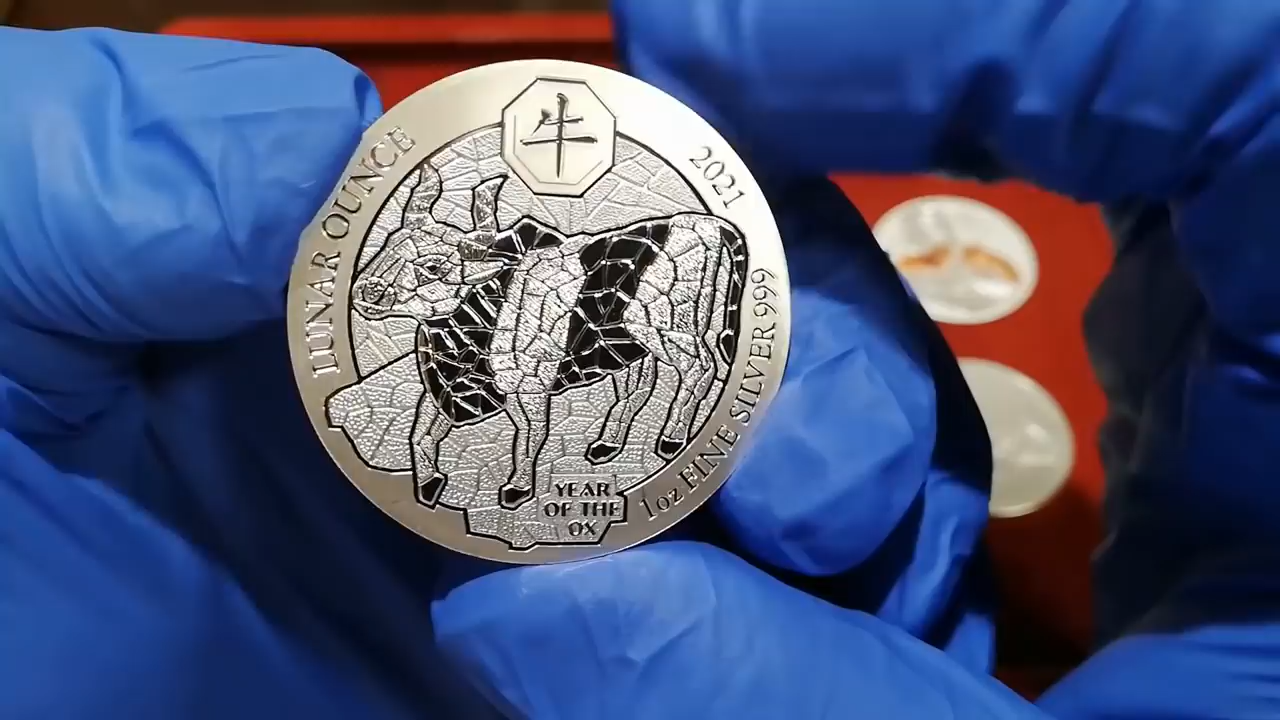 牛
LUNAR OUNCE
2021
1oz FINE SILVER 999
YEAR
OF THE
OX